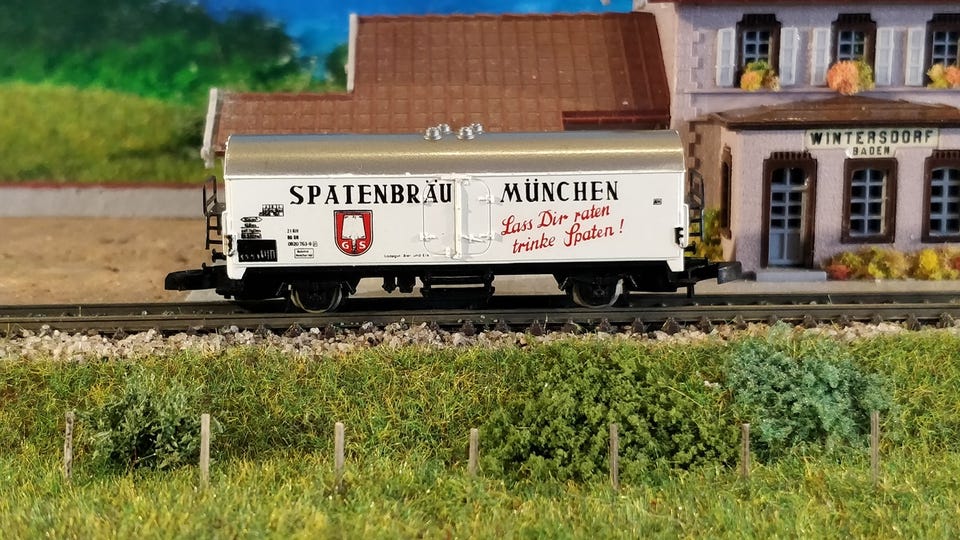 SPATENBRÄU MÜNCHEN
Lass Dir raten
trinke Spaten !
G S
WINTERSDORF
BADEN